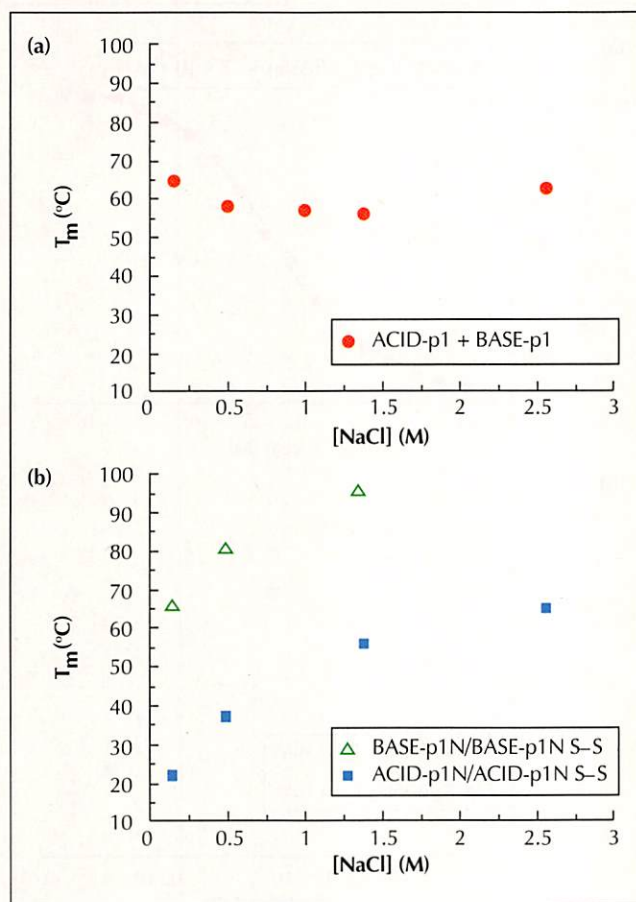 (a)
100
90
80
70
60
50
40
30
20
10
Tm (°C)
ACID-p1 + BASE-p1
0 0.5 1 1.5 2 2.5 3
[NaCl] (M)
(b)
100
90
80
70
60
50
40
30
20
10
Tm (°C)
BASE-p1N/BASE-p1N S–S
ACID-p1N/ACID-p1N S–S
0 0.5 1 1.5 2 2.5 3
[NaCl] (M)